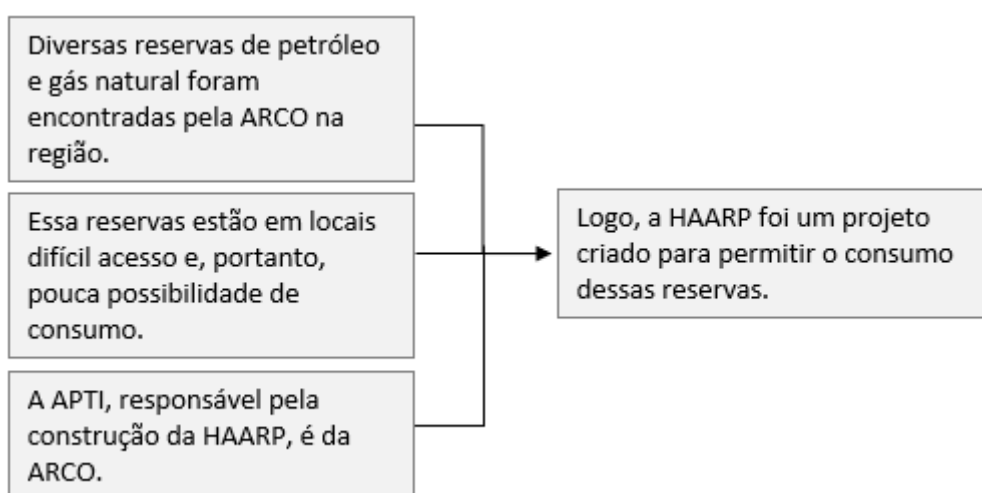 Diversas reservas de petróleo
e gás natural foram
encontradas pela ARCO na
região.
Essa reservas estão em locais
difícil acesso e, portanto,
pouca possibilidade de
consumo.
A APTI, responsável pela
construção da HAARP, é da
ARCO.
Logo, a HAARP foi um projeto
criado para permitir o consumo
dessas reservas.